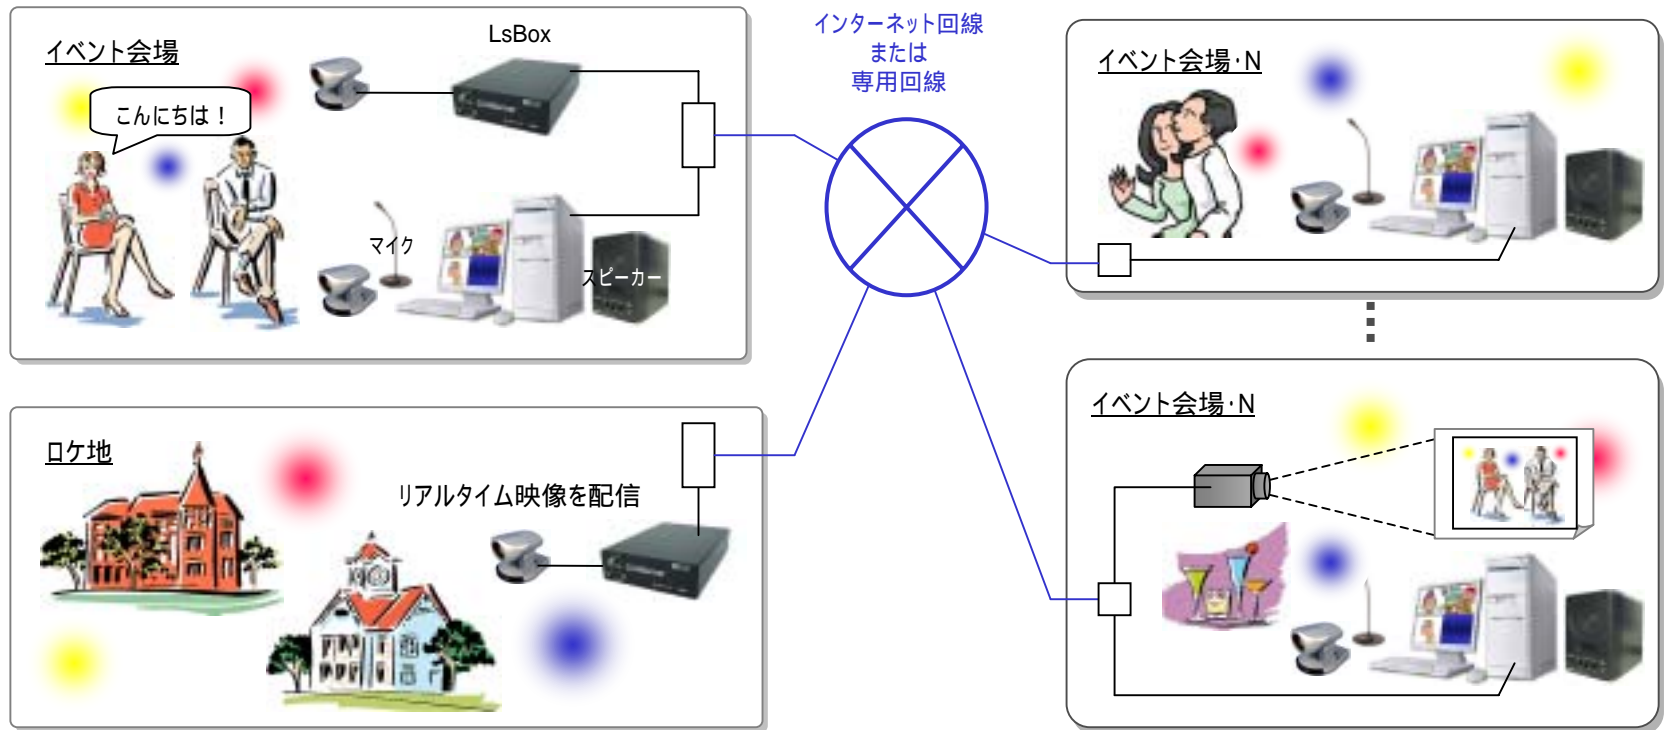 イベント会場
LsBox
こんにちは！
マイク
スピーカー
インターネット回線
または
専用回線
イベント会場・N
ロケ地
リアルタイム映像を配信
イベント会場・N